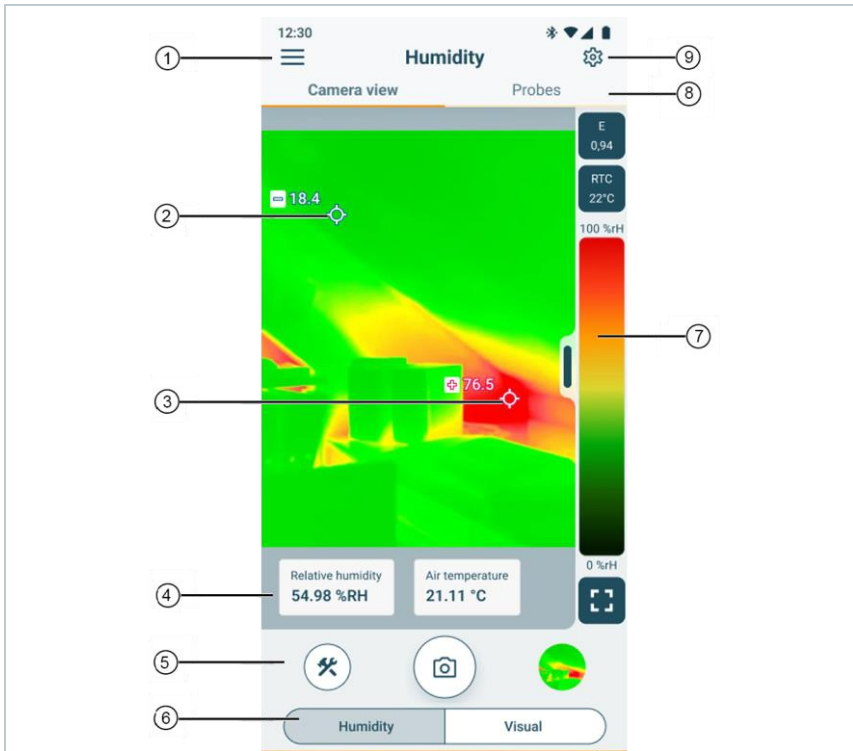 12:30
1
Humidity
9
Camera view
Probes
8
E
0,94
RTC
22°C
18.4
2
100 %rH
7
76.5
3
Relative humidity
54.98 %RH
Air temperature
21.11 °C
0 %rH
4
5
6
Humidity
Visual